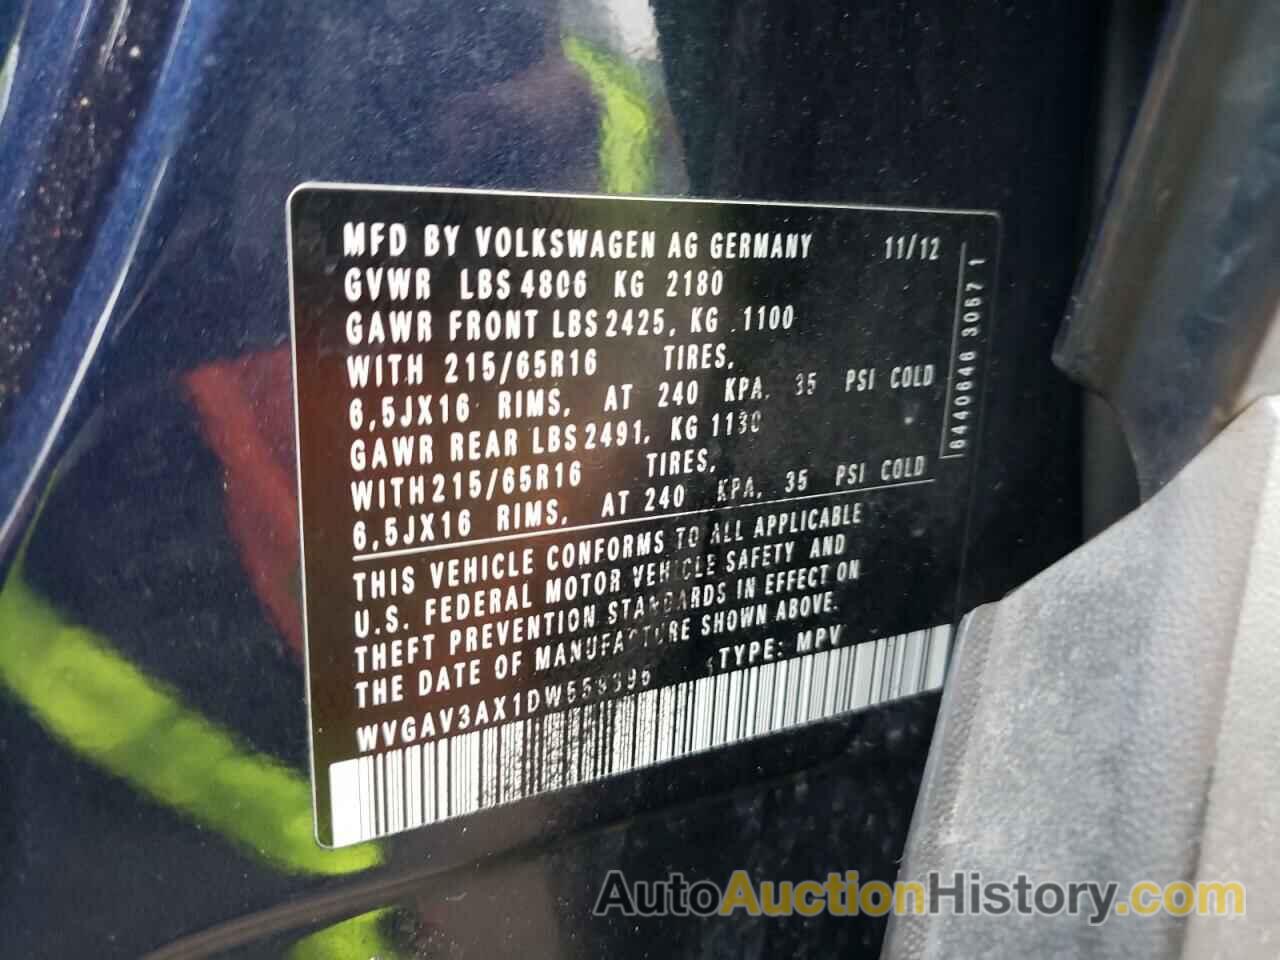 MFD BY VOLKSWAGEN AG GERMANY 11/12
GVWR LBS 4806 KG 2180
GAWR FRONT LBS 2425, KG 1100
WITH 215/65R16 TIRES,
6,5JX16 RIMS, AT 240 KPA, 35 PSI COLD
GAWR REAR LBS 2491, KG 1130
WITH 215/65R16 TIRES,
6,5JX16 RIMS, AT 240 KPA, 35 PSI COLD
THIS VEHICLE CONFORMS TO ALL APPLICABLE
U.S. FEDERAL MOTOR VEHICLE SAFETY AND
THEFT PREVENTION STANDARDS IN EFFECT ON
THE DATE OF MANUFACTURE SHOWN ABOVE.
TYPE: MPV
6440646 3067 1
AutoAuctionHistory.com